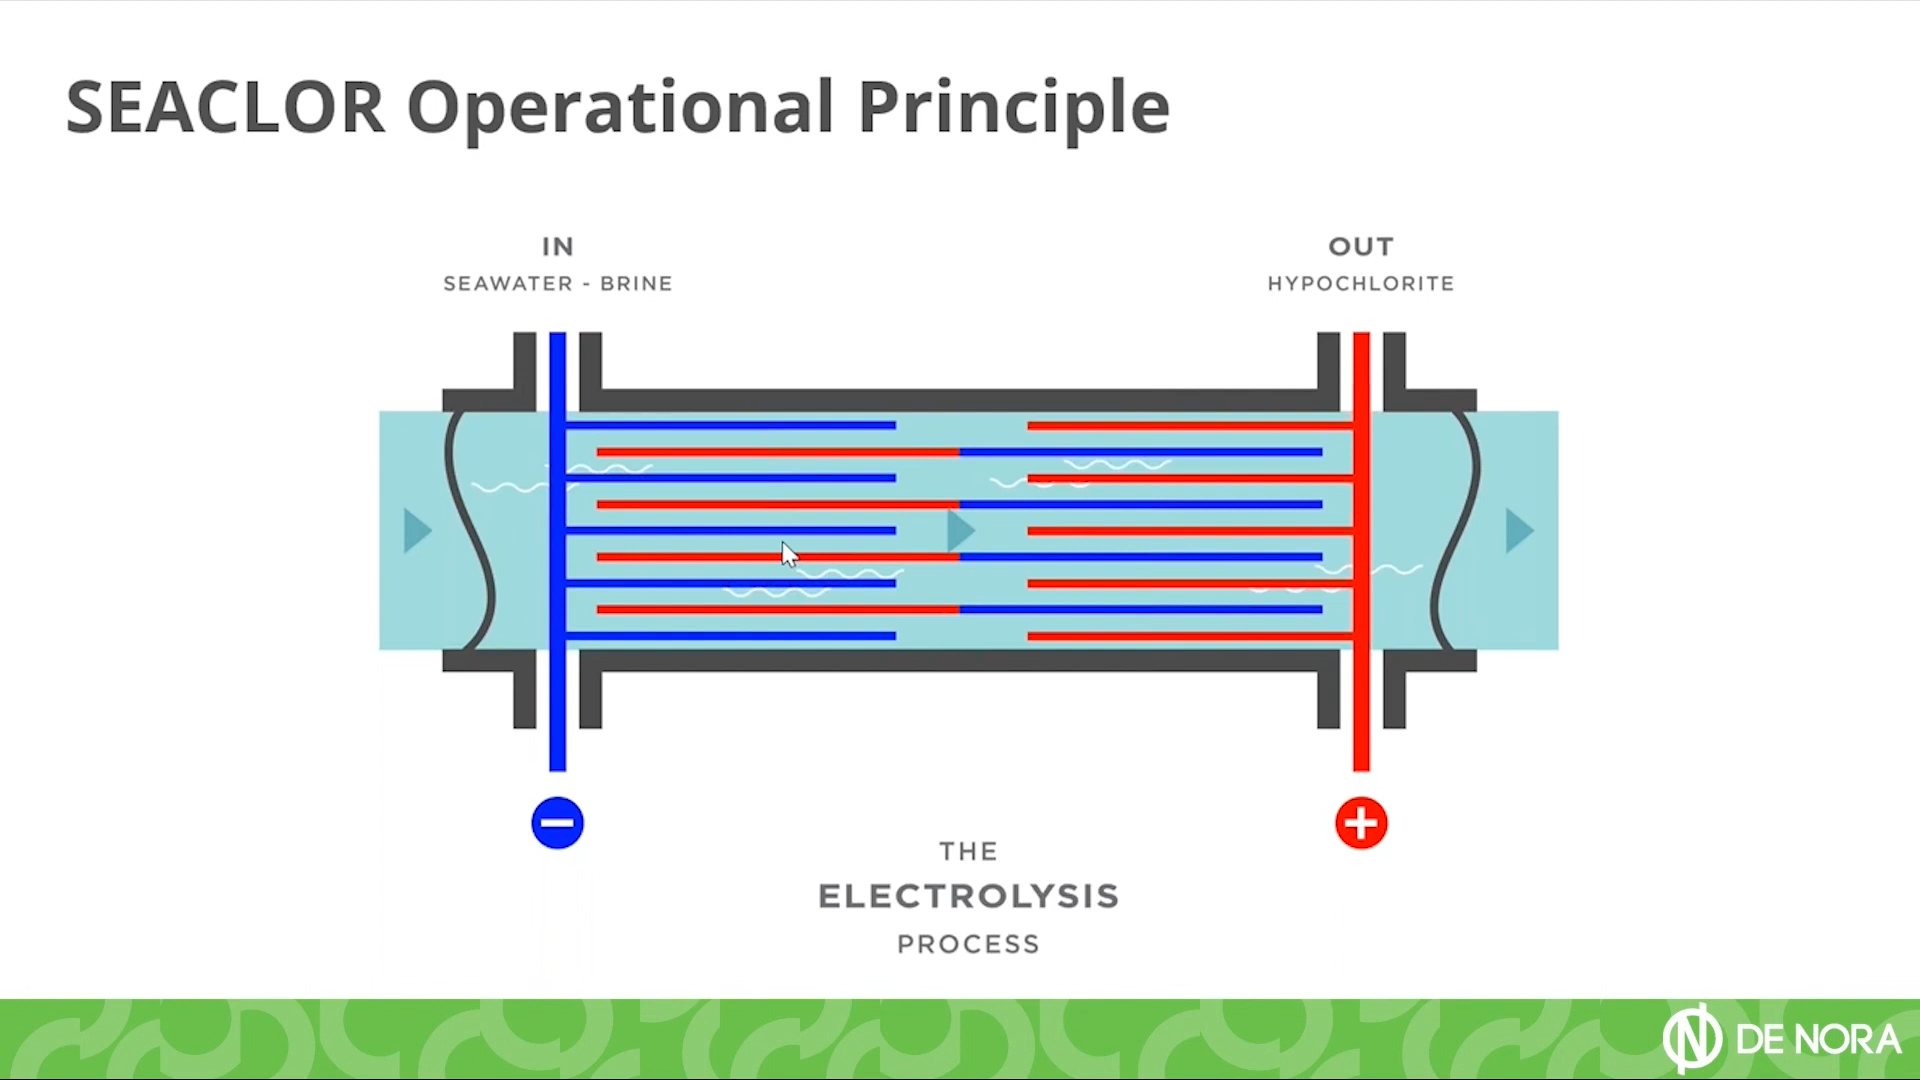 SEACLOR Operational Principle
IN
SEAWATER - BRINE
OUT
HYPOCHLORITE
THE
ELECTROLYSIS
PROCESS
DE NORA